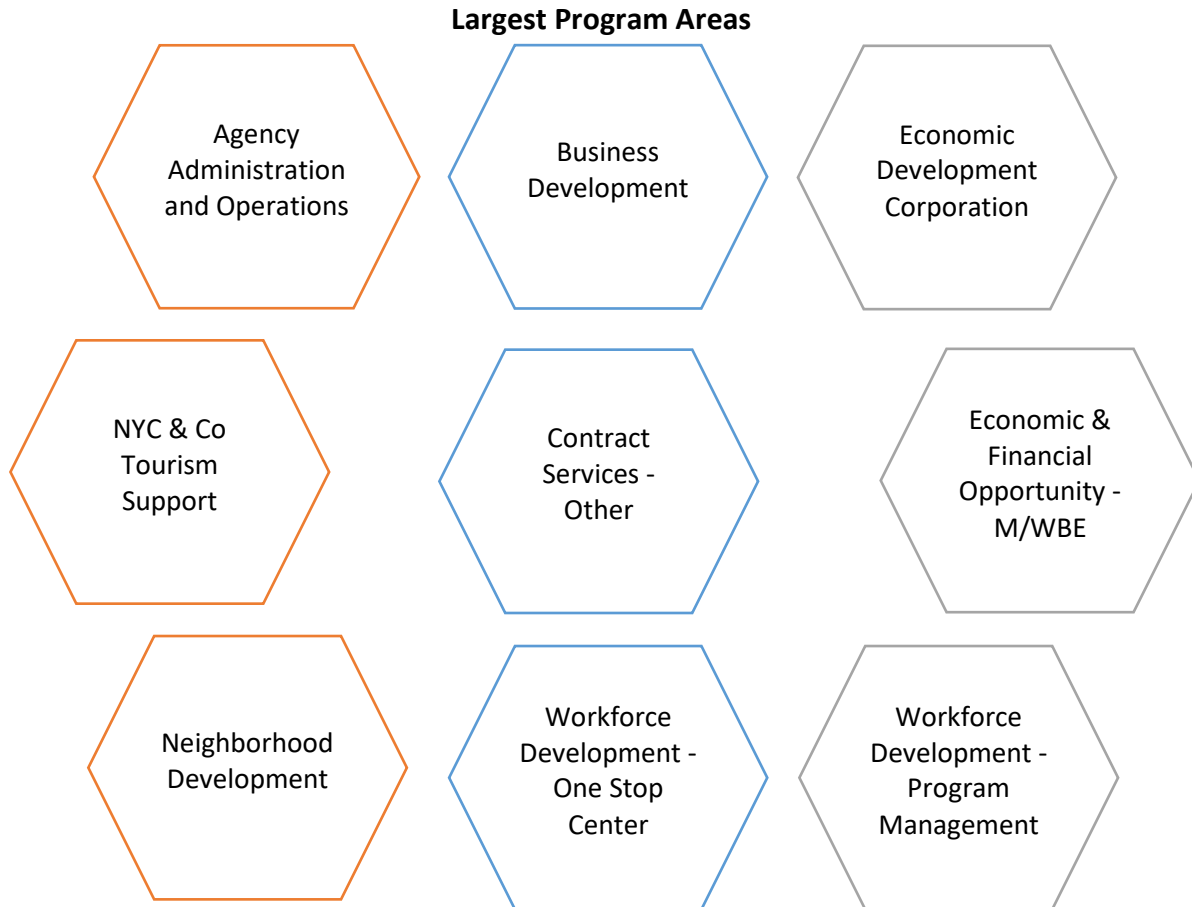 Largest Program Areas
Agency
Administration
and Operations
Business
Development
Economic
Development
Corporation
NYC & Co
Tourism
Support
Contract
Services -
Other
Economic &
Financial
Opportunity -
M/WBE
Neighborhood
Development
Workforce
Development -
One Stop
Center
Workforce
Development -
Program
Management